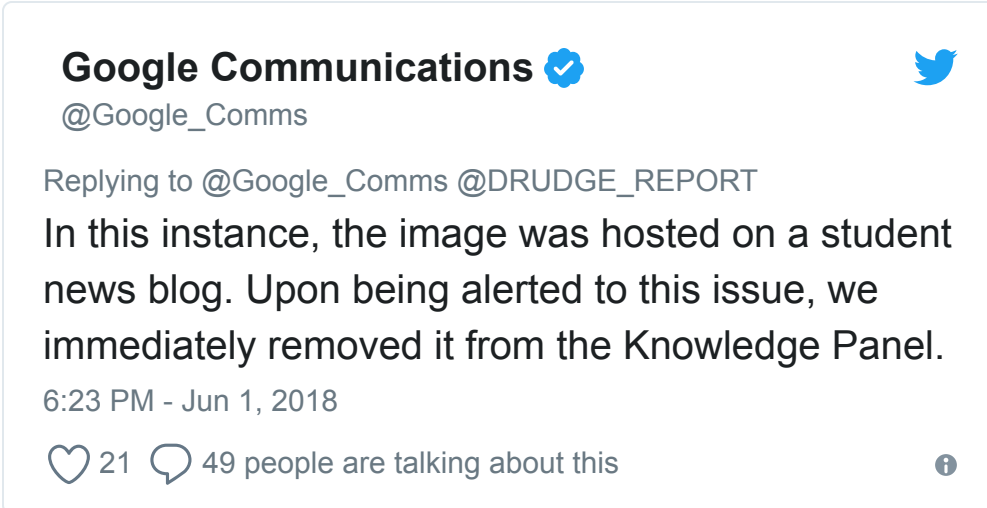 Google Communications
@Google_Comms
Replying to @Google_Comms @DRUDGE_REPORT
In this instance, the image was hosted on a student
news blog. Upon being alerted to this issue, we
immediately removed it from the Knowledge Panel.
6:23 PM - Jun 1, 2018
21 49 people are talking about this